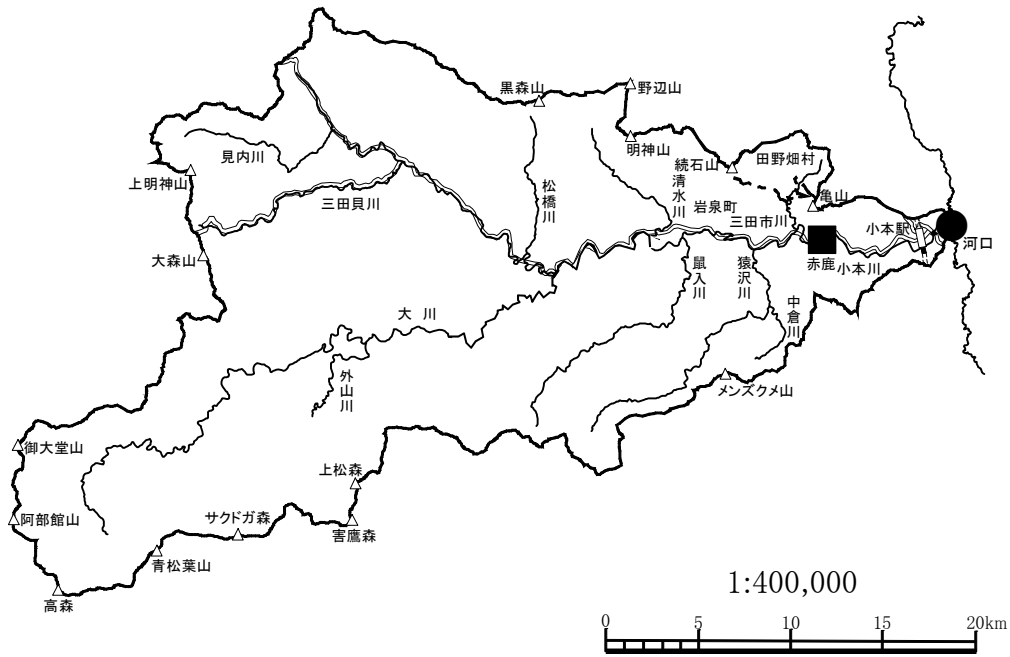 黒森山
野辺山
見内川
明神山
続石山
田野畑村
上明神山
松橋川
清水川
亀山
三田貝川
岩泉町
三田市川
小本駅
河口
大森山
赤鹿
小本川
鼠入川
猿沢川
中倉川
大川
外山川
メンズクメ山
御大堂山
上松森
阿部館山
サクドガ森
害鷹森
青松葉山
高森
1:400,000
0 5 10 15 20km